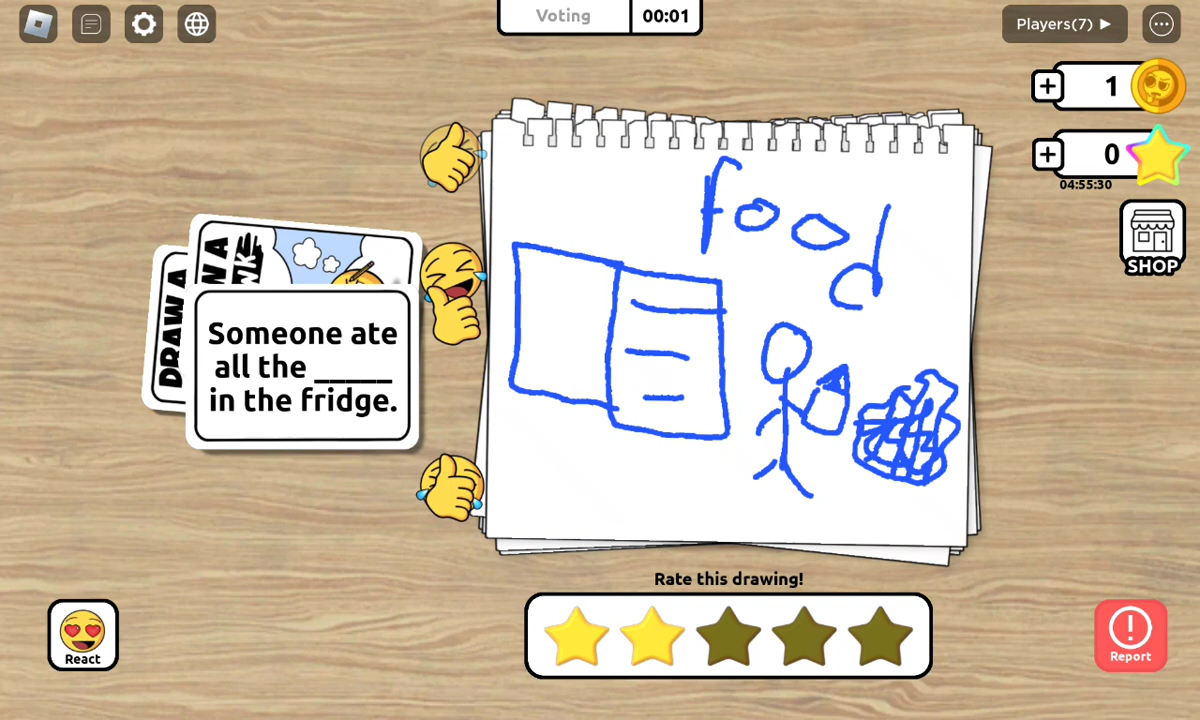 Voting 00:01
Players(7)
1
0
04:55:30
SHOP
food
DRAW A
W A
Someone ate
all the _____
in the fridge.
Rate this drawing!
React
Report